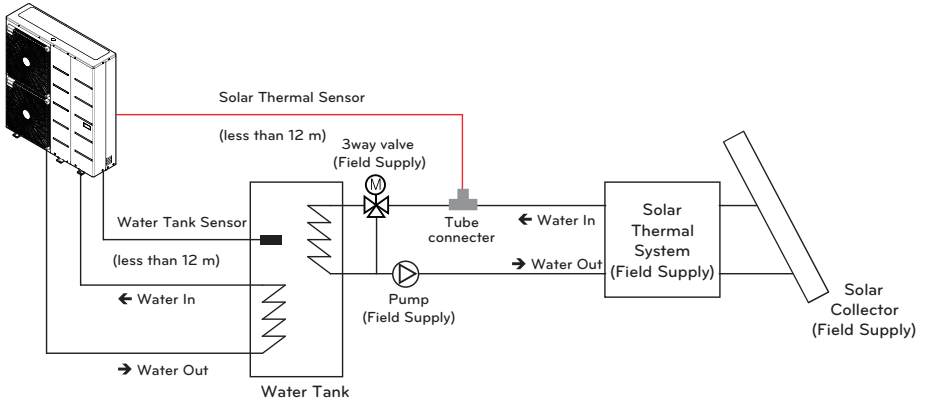 Solar Thermal Sensor
(less than 12 m)
3way valve
(Field Supply)
M
Water Tank Sensor
(less than 12 m)
Tube
connecter
← Water In
→ Water Out
Solar
Thermal
System
(Field Supply)
← Water In
→ Water Out
Pump
(Field Supply)
Solar
Collector
(Field Supply)
Water Tank